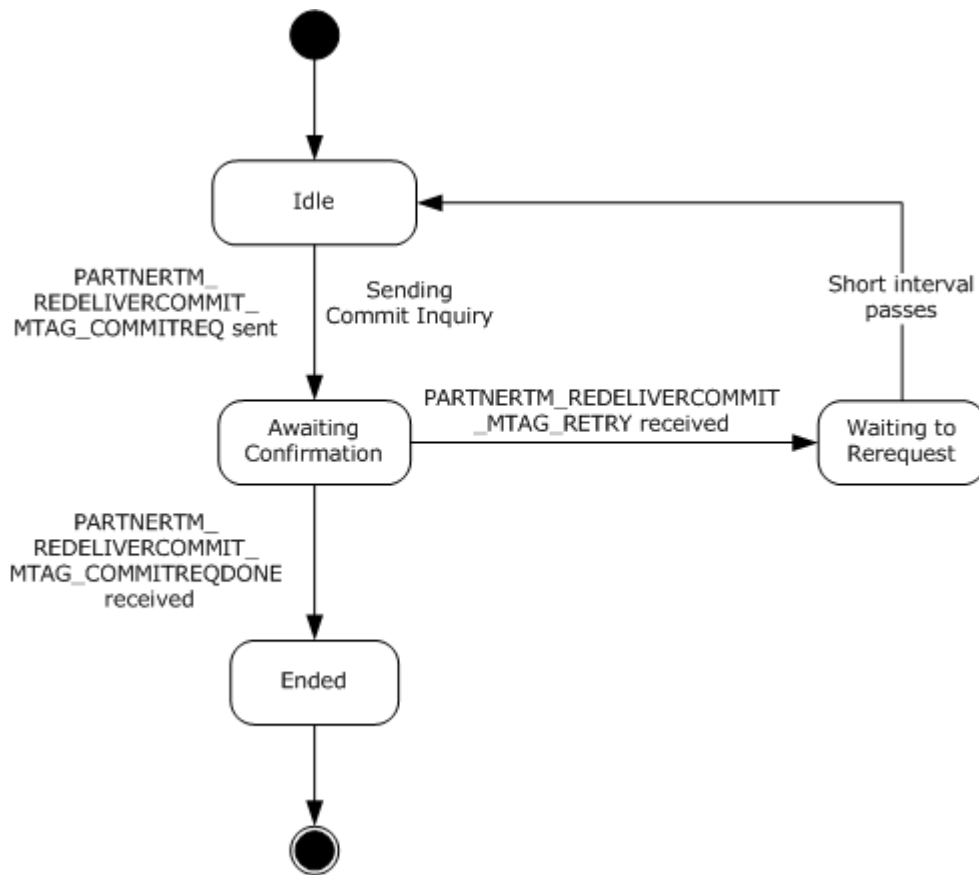 Idle
PARTNERTM_
REDELIVERCOMMIT_
MTAG_COMMITREQ sent
Sending
Commit Inquiry
Short interval
passes
Awaiting
Confirmation
PARTNERTM_REDELIVERCOMMIT
_MTAG_RETRY received
Waiting to
Rerequest
PARTNERTM_
REDELIVERCOMMIT_
MTAG_COMMITREQDONE
received
Ended